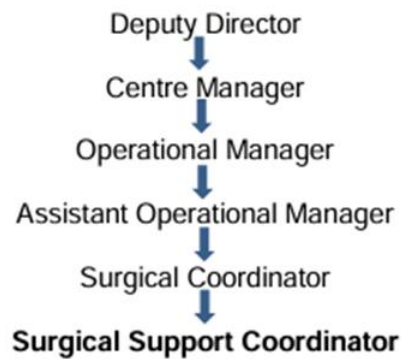 Deputy Director
Centre Manager
Operational Manager
Assistant Operational Manager
Surgical Coordinator
Surgical Support Coordinator